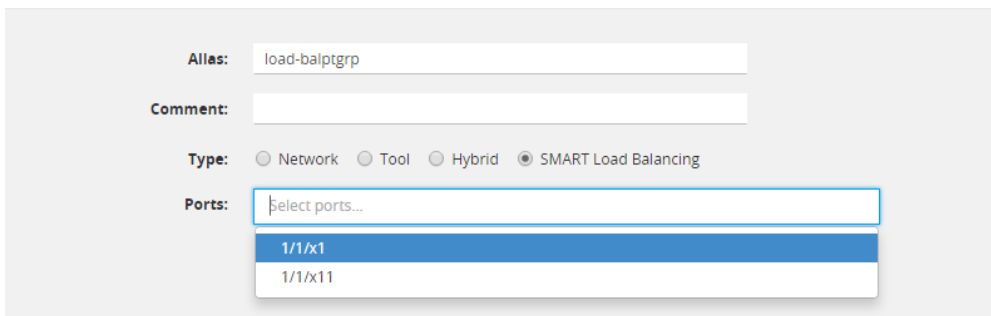 Alias: load-balptgrp
Comment:
Type: Network Tool Hybrid SMART Load Balancing
Ports: Select ports...
1/1/x1
1/1/x11